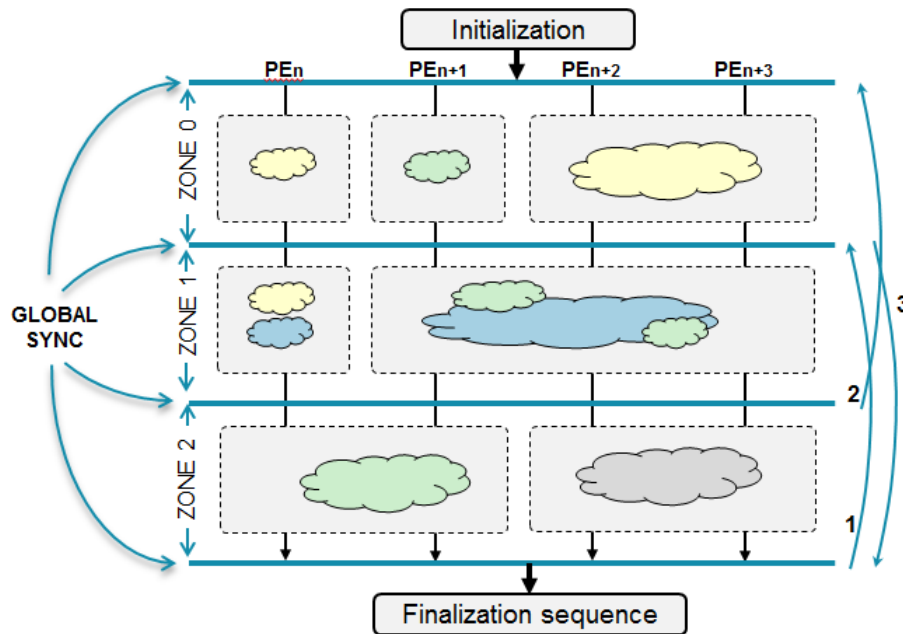 Initialization
PEn PEn+1 PEn+2 PEn+3
ZONE 0
ZONE 1
GLOBAL
SYNC
3
2
ZONE 2
1
Finalization sequence